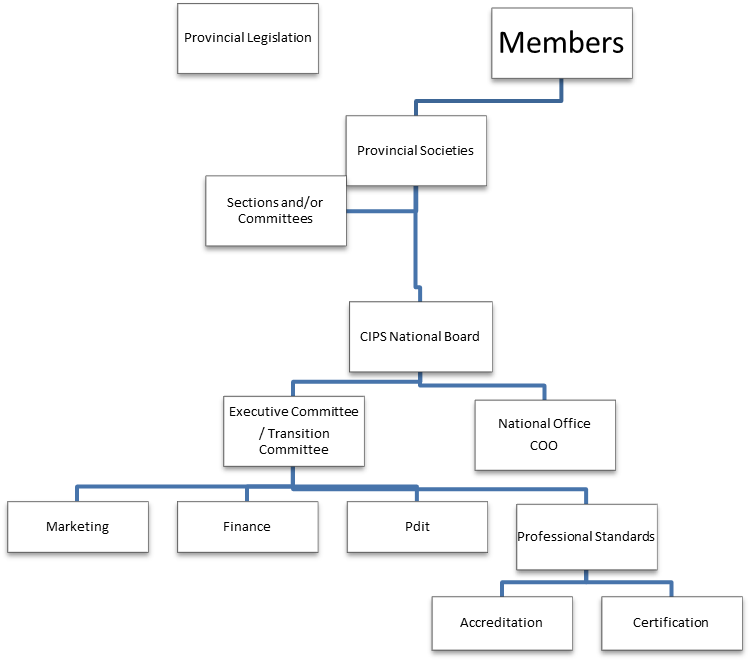 Provincial Legislation
Members
Provincial Societies
Sections and/or
Committees
CIPS National Board
Executive Committee
/ Transition
Committee
National Office
COO
Marketing
Finance
Pdit
Professional Standards
Accreditation
Certification